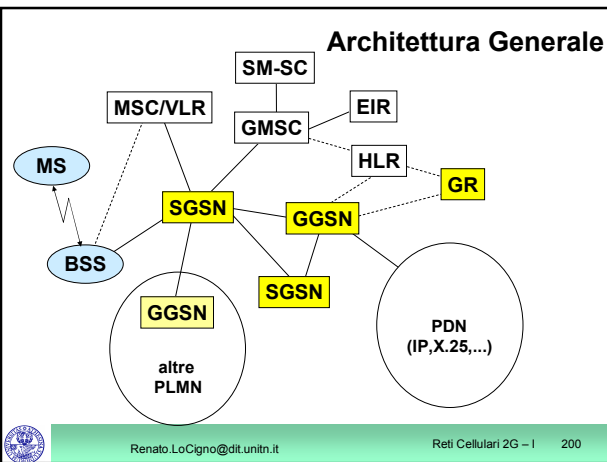 Architettura Generale
SM-SC
MSC/VLR
EIR
GMSC
MS
HLR
GR
SGSN
GGSN
BSS
SGSN
GGSN
PDN
(IP,X.25,...)
altre
PLMN
Renato.LoCigno@dit.unitn.it
Reti Cellulari 2G – I 200